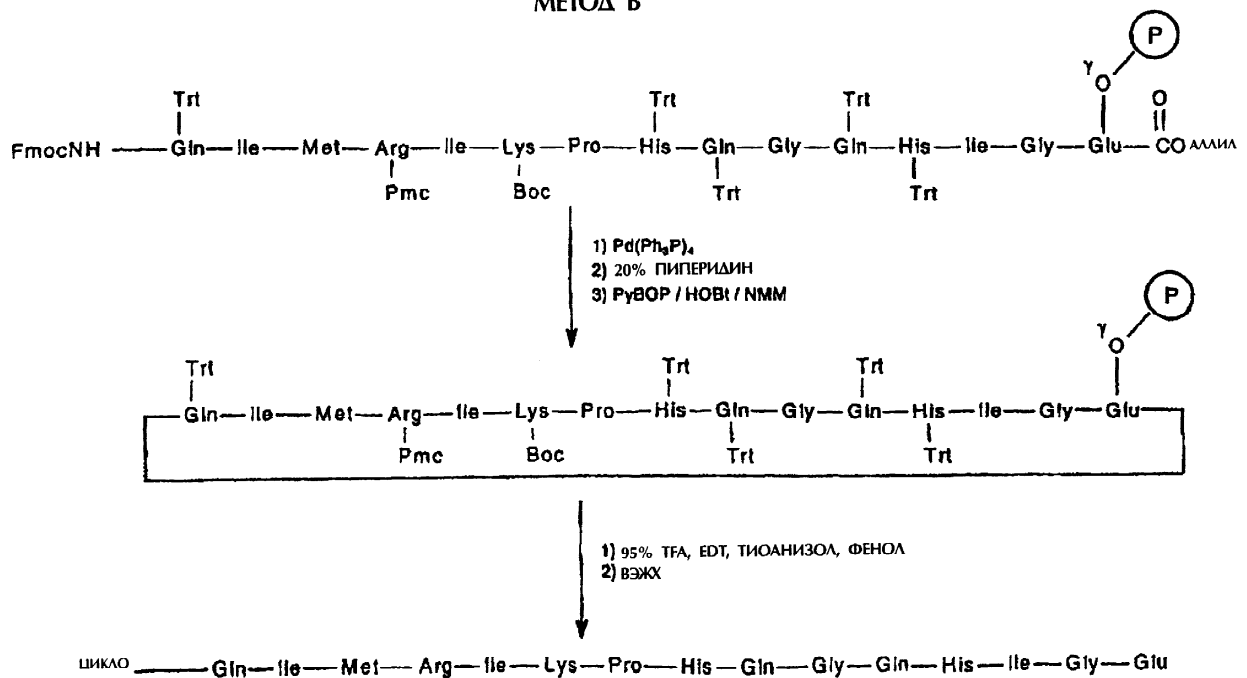 МЕТОД В
P
γ
Trt Trt Trt O O
FmocNH Gln Ile Met Arg Ile Lys Pro His Gln Gly Gln His Ile Gly Glu CO АЛЛИЛ
Pmc Boc Trt Trt
1) Pd(Ph₃P)₄
2) 20% ПИПЕРИДИН
3) PyBOP / HOBt / NMM
P
γ
O
Trt Trt Trt
Gln Ile Met Arg Ile Lys Pro His Gln Gly Gln His Ile Gly Glu
Pmc Boc Trt Trt
1) 95% TFA, EDT, ТИОАНИЗОЛ, ФЕНОЛ
2) ВЭЖХ
ЦИКЛО Gln Ile Met Arg Ile Lys Pro His Gln Gly Gln His Ile Gly Glu